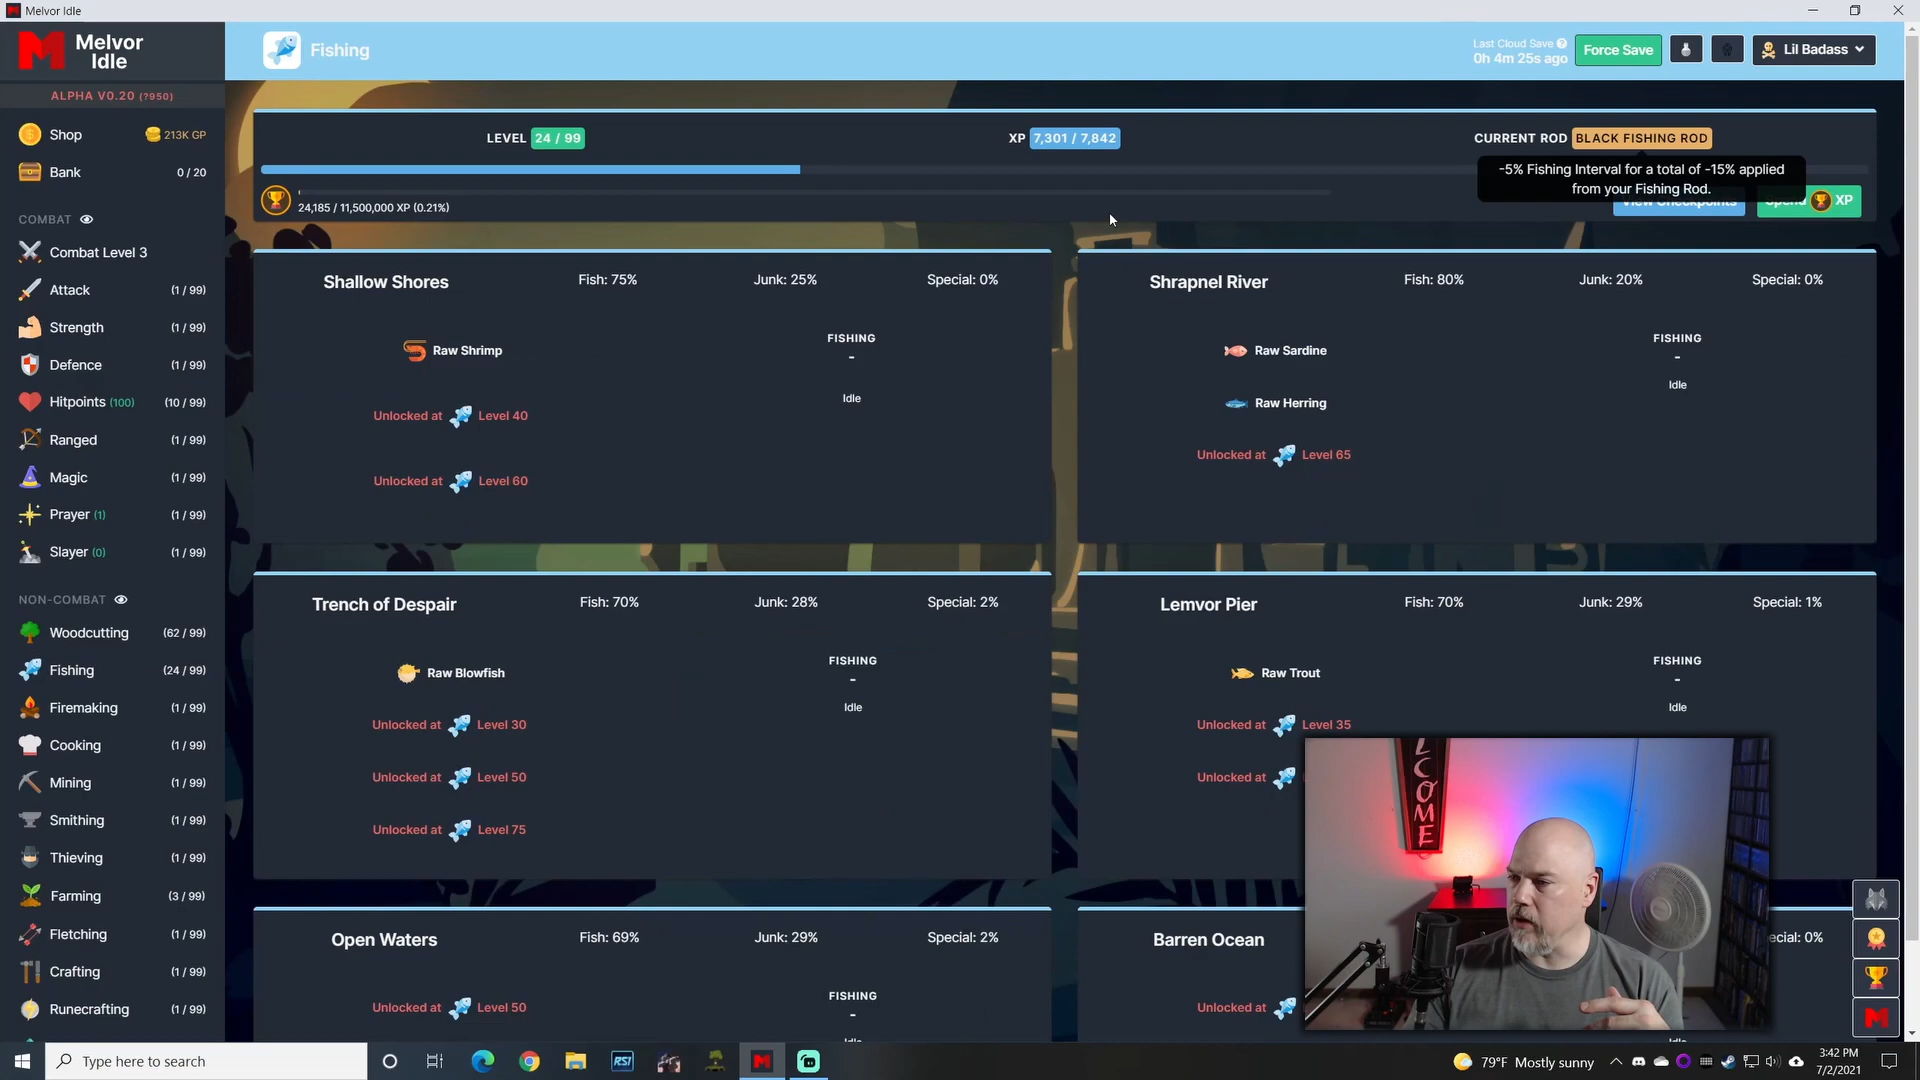 Melvor Idle
Melvor
Idle
Fishing
Last Cloud Save
0h 4m 25s ago
Force Save
Lil Badass
ALPHA V0.20 (?950)
Shop
213K GP
Bank
0 / 20
COMBAT
Combat Level 3
Attack
(1 / 99)
Strength
(1 / 99)
Defence
(1 / 99)
Hitpoints (100)
(10 / 99)
Ranged
(1 / 99)
Magic
(1 / 99)
Prayer (1)
(1 / 99)
Slayer (0)
(1 / 99)
NON-COMBAT
Woodcutting
(62 / 99)
Fishing
(24 / 99)
Firemaking
(1 / 99)
Cooking
(1 / 99)
Mining
(1 / 99)
Smithing
(1 / 99)
Thieving
(1 / 99)
Farming
(3 / 99)
Fletching
(1 / 99)
Crafting
(1 / 99)
Runecrafting
(1 / 99)
LEVEL 24 / 99
XP 7,301 / 7,842
CURRENT ROD BLACK FISHING ROD
-5% Fishing Interval for a total of -15% applied
from your Fishing Rod.
24,185 / 11,500,000 XP (0.21%)
View Checkpoints
Spend XP
Shallow Shores
Fish: 75%
Junk: 25%
Special: 0%
Raw Shrimp
Unlocked at Level 40
Unlocked at Level 60
FISHING
-
Idle
Shrapnel River
Fish: 80%
Junk: 20%
Special: 0%
Raw Sardine
Raw Herring
Unlocked at Level 65
FISHING
-
Idle
Trench of Despair
Fish: 70%
Junk: 28%
Special: 2%
Raw Blowfish
Unlocked at Level 30
Unlocked at Level 50
Unlocked at Level 75
FISHING
-
Idle
Lemvor Pier
Fish: 70%
Junk: 29%
Special: 1%
Raw Trout
Unlocked at Level 35
Unlocked at
FISHING
-
Idle
Open Waters
Fish: 69%
Junk: 29%
Special: 2%
Unlocked at Level 50
FISHING
-
Idle
Barren Ocean
ecial: 0%
Unlocked at
LCOME
Type here to search
RSI
79°F Mostly sunny
3:42 PM
7/2/2021